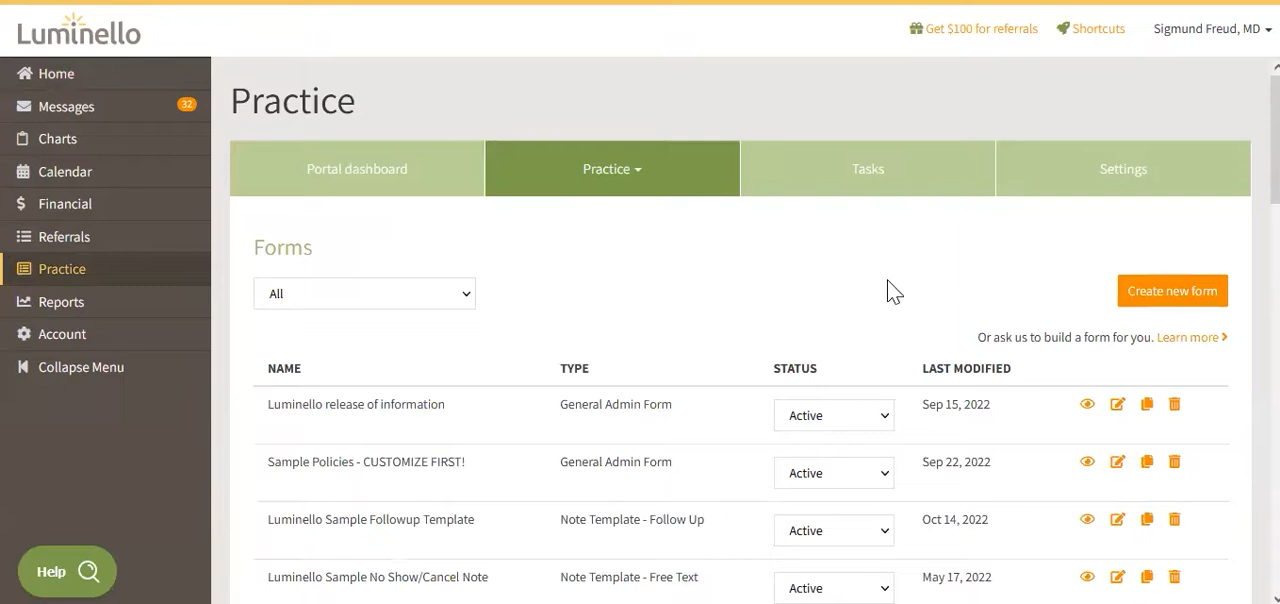 Luminello
Get $100 for referrals
Shortcuts
Sigmund Freud, MD
Home
Messages
32
Charts
Calendar
Financial
Referrals
Practice
Reports
Account
Collapse Menu
Help
Practice
Portal dashboard
Practice
Tasks
Settings
Forms
All
Create new form
Or ask us to build a form for you. Learn more
NAME TYPE STATUS LAST MODIFIED
Luminello release of information General Admin Form Active Sep 15, 2022
Sample Policies - CUSTOMIZE FIRST! General Admin Form Active Sep 22, 2022
Luminello Sample Followup Template Note Template - Follow Up Active Oct 14, 2022
Luminello Sample No Show/Cancel Note Note Template - Free Text Active May 17, 2022